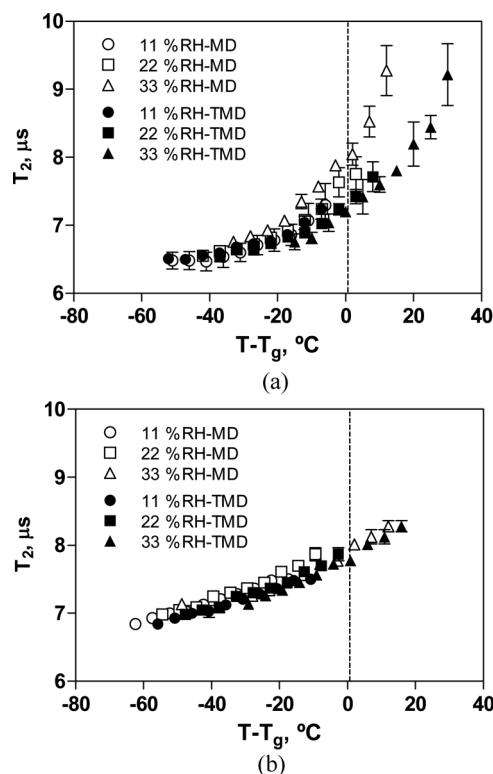 (a)
10
9
8
7
6
T2, µs
11 %RH-MD
22 %RH-MD
33 %RH-MD
11 %RH-TMD
22 %RH-TMD
33 %RH-TMD
-80 -60 -40 -20 0 20 40
T-Tg, ºC
(a)
10
9
8
7
6
T2, µs
11 %RH-MD
22 %RH-MD
33 %RH-MD
11 %RH-TMD
22 %RH-TMD
33 %RH-TMD
-80 -60 -40 -20 0 20 40
T-Tg, ºC
(b)